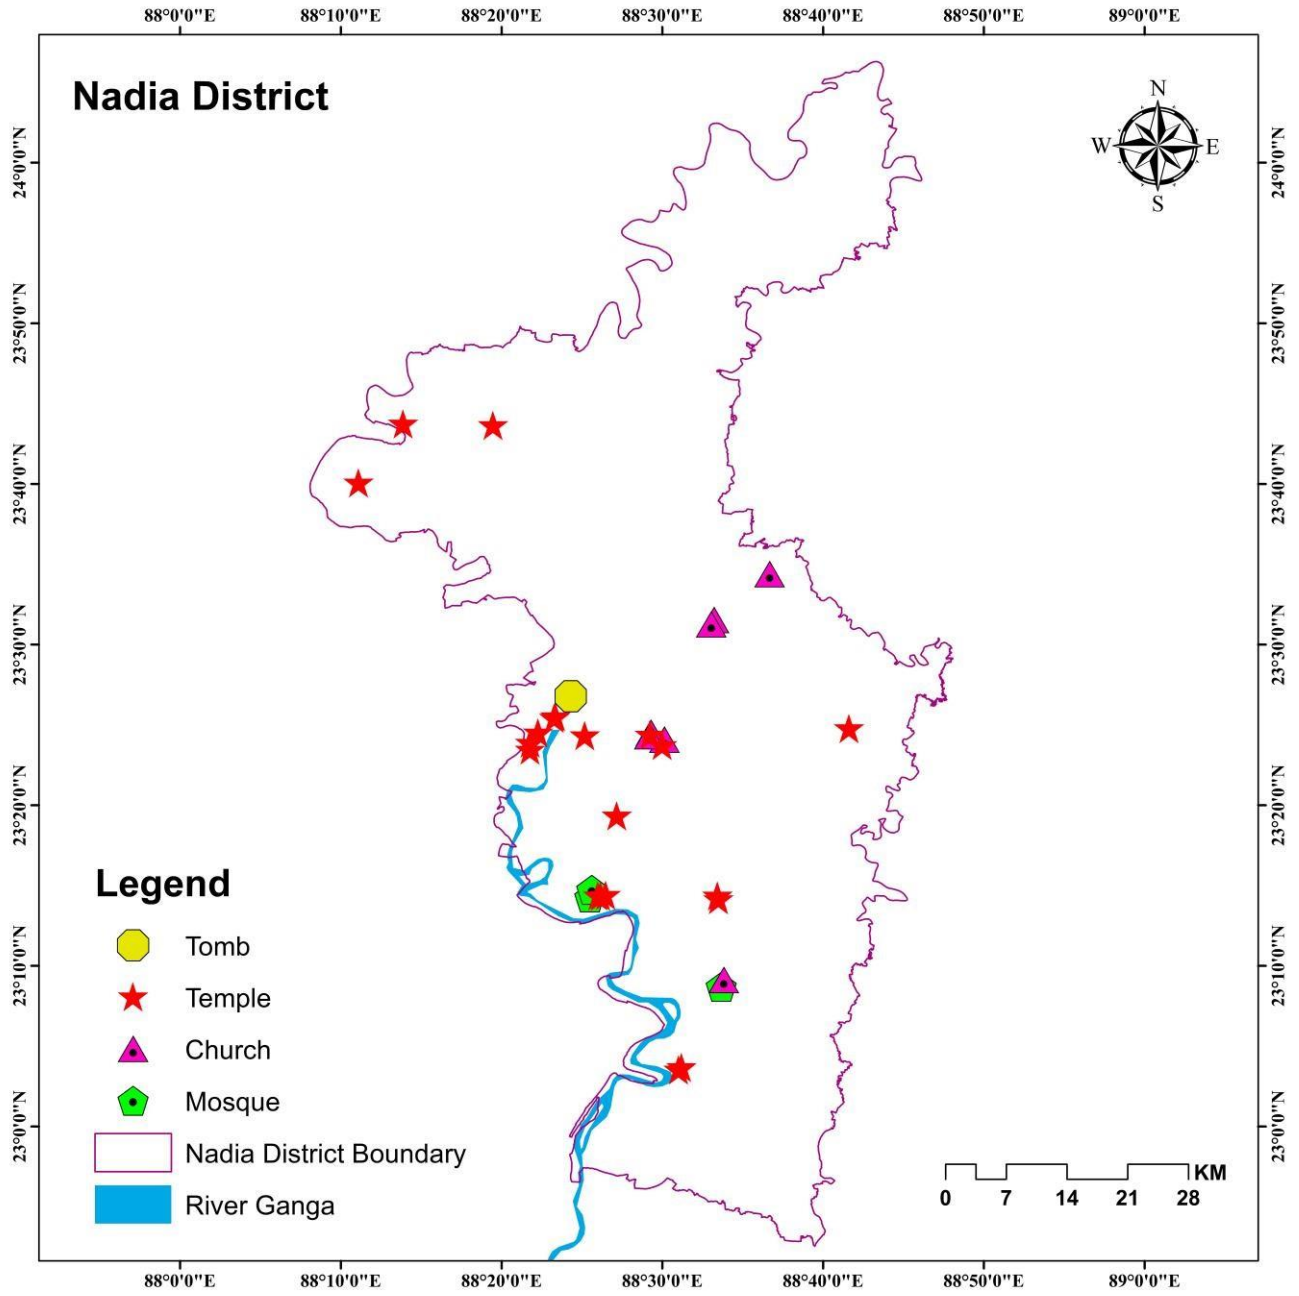 88°0'0"E 88°10'0"E 88°20'0"E 88°30'0"E 88°40'0"E 88°50'0"E 89°0'0"E
Nadia District
N
W E
S
24°0'0"N 24°0'0"N
23°50'0"N 23°50'0"N
23°40'0"N 23°40'0"N
23°30'0"N 23°30'0"N
23°20'0"N 23°20'0"N
Legend
Tomb
23°10'0"N 23°10'0"N
Temple
Church
Mosque
23°0'0"N 23°0'0"N
Nadia District Boundary
KM
River Ganga
0 7 14 21 28
88°0'0"E 88°10'0"E 88°20'0"E 88°30'0"E 88°40'0"E 88°50'0"E 89°0'0"E